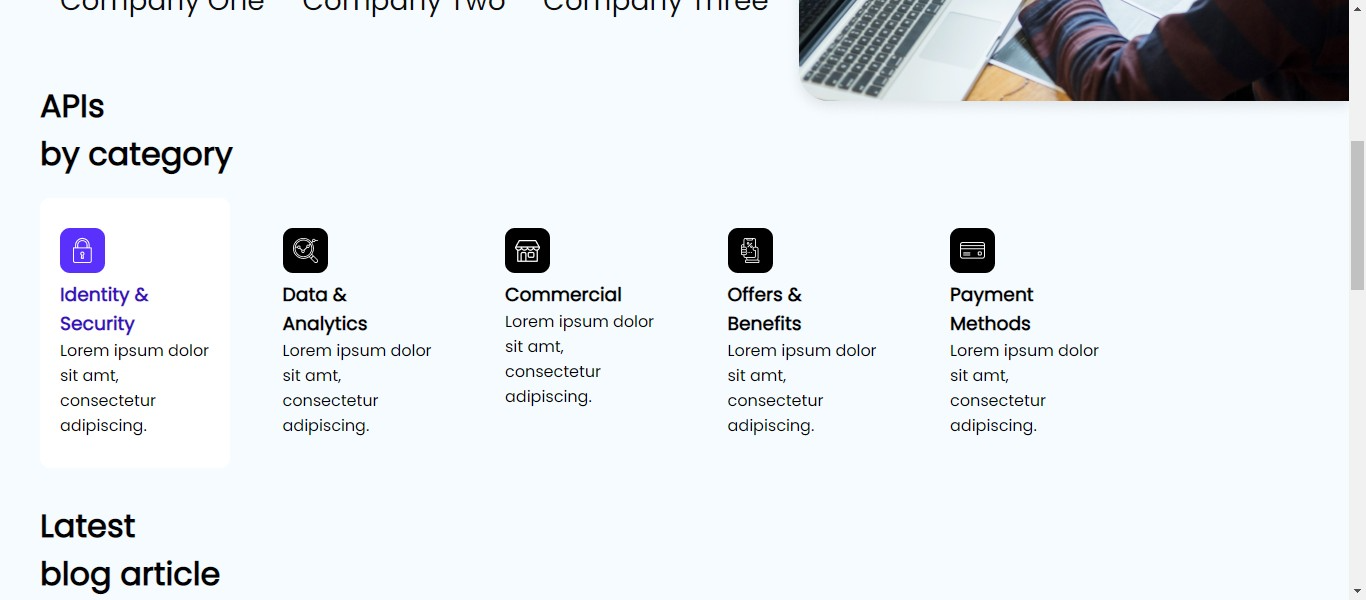 Company One Company Two Company Three
APIs
by category
Identity &
Security
Lorem ipsum dolor
sit amt,
consectetur
adipiscing.
Data &
Analytics
Lorem ipsum dolor
sit amt,
consectetur
adipiscing.
Commercial
Lorem ipsum dolor
sit amt,
consectetur
adipiscing.
Offers &
Benefits
Lorem ipsum dolor
sit amt,
consectetur
adipiscing.
Payment
Methods
Lorem ipsum dolor
sit amt,
consectetur
adipiscing.
Latest
blog article